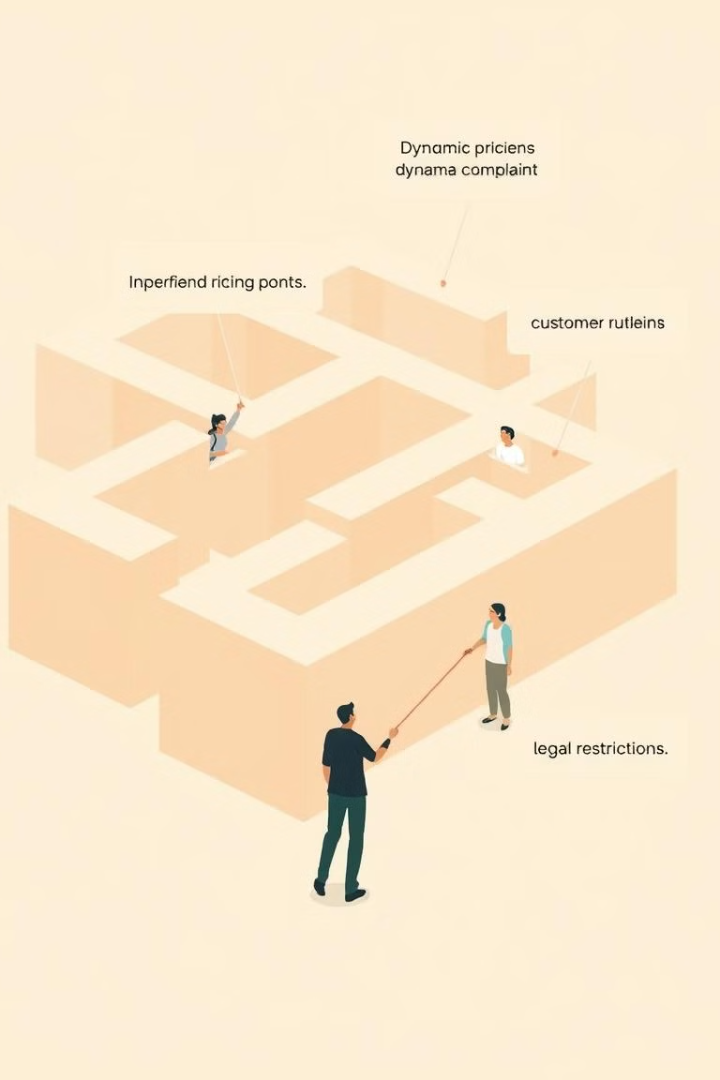 Dynamic priciens
dynama complaint
Inperfiend ricing ponts.
customer rutleins
legal restrictions.